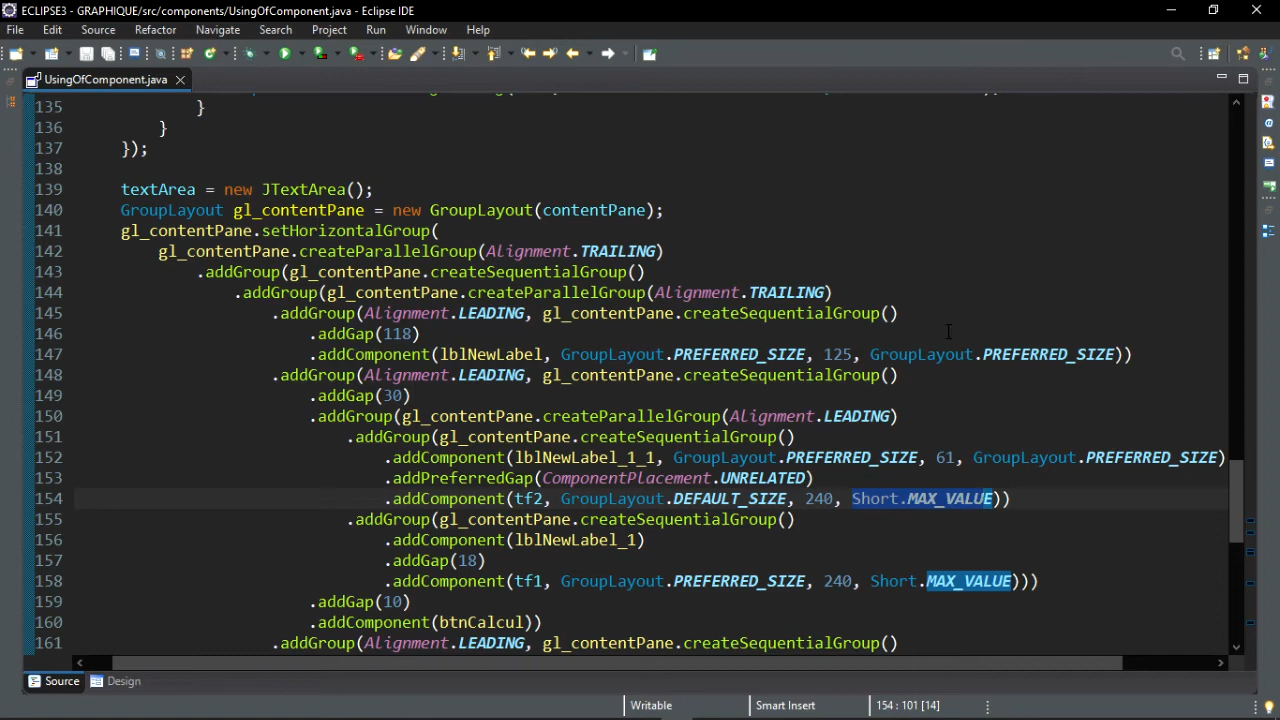 ECLIPSE3 - GRAPHIQUE/src/components/UsingOfComponent.java - Eclipse IDE
File Edit Source Refactor Navigate Search Project Run Window Help
UsingOfComponent.java
135 }
136 }
137 });
138
139 textArea = new JTextArea();
140 GroupLayout gl_contentPane = new GroupLayout(contentPane);
141 gl_contentPane.setHorizontalGroup(
142 gl_contentPane.createParallelGroup(Alignment.TRAILING)
143 .addGroup(gl_contentPane.createSequentialGroup()
144 .addGroup(gl_contentPane.createParallelGroup(Alignment.TRAILING)
145 .addGroup(Alignment.LEADING, gl_contentPane.createSequentialGroup()
146 .addGap(118)
147 .addComponent(lblNewLabel, GroupLayout.PREFERRED_SIZE, 125, GroupLayout.PREFERRED_SIZE))
148 .addGroup(Alignment.LEADING, gl_contentPane.createSequentialGroup()
149 .addGap(30)
150 .addGroup(gl_contentPane.createParallelGroup(Alignment.LEADING)
151 .addGroup(gl_contentPane.createSequentialGroup()
152 .addComponent(lblNewLabel_1_1, GroupLayout.PREFERRED_SIZE, 61, GroupLayout.PREFERRED_SIZE)
153 .addPreferredGap(ComponentPlacement.UNRELATED)
154 .addComponent(tf2, GroupLayout.DEFAULT_SIZE, 240, Short.MAX_VALUE))
155 .addGroup(gl_contentPane.createSequentialGroup()
156 .addComponent(lblNewLabel_1)
157 .addGap(18)
158 .addComponent(tf1, GroupLayout.PREFERRED_SIZE, 240, Short.MAX_VALUE)))
159 .addGap(10)
160 .addComponent(btnCalcul))
161 .addGroup(Alignment.LEADING, gl_contentPane.createSequentialGroup()
Source Design
Writable Smart Insert 154 : 101 [14]